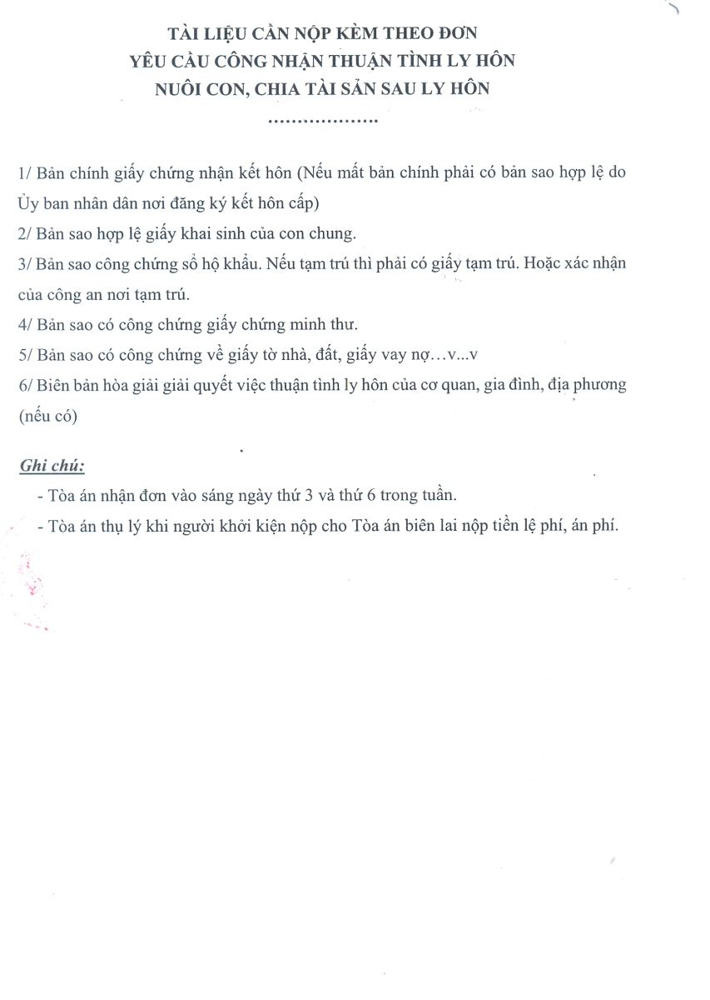 TÀI LIỆU CẦN NỘP KÈM THEO ĐƠN
YÊU CẦU CÔNG NHẬN THUẬN TÌNH LY HÔN
NUÔI CON, CHIA TÀI SẢN SAU LY HÔN
...................
1/ Bản chính giấy chứng nhận kết hôn (Nếu mất bản chính phải có bản sao hợp lệ do
Ủy ban nhân dân nơi đăng ký kết hôn cấp)
2/ Bản sao hợp lệ giấy khai sinh của con chung.
3/ Bản sao công chứng sổ hộ khẩu. Nếu tạm trú thì phải có giấy tạm trú. Hoặc xác nhận
của công an nơi tạm trú.
4/ Bản sao có công chứng giấy chứng minh thư.
5/ Bản sao có công chứng về giấy tờ nhà, đất, giấy vay nợ…v...v
6/ Biên bản hòa giải giải quyết việc thuận tình ly hôn của cơ quan, gia đình, địa phương
(nếu có)
Ghi chú:
- Tòa án nhận đơn vào sáng ngày thứ 3 và thứ 6 trong tuần.
- Tòa án thụ lý khi người khởi kiện nộp cho Tòa án biên lai nộp tiền lệ phí, án phí.